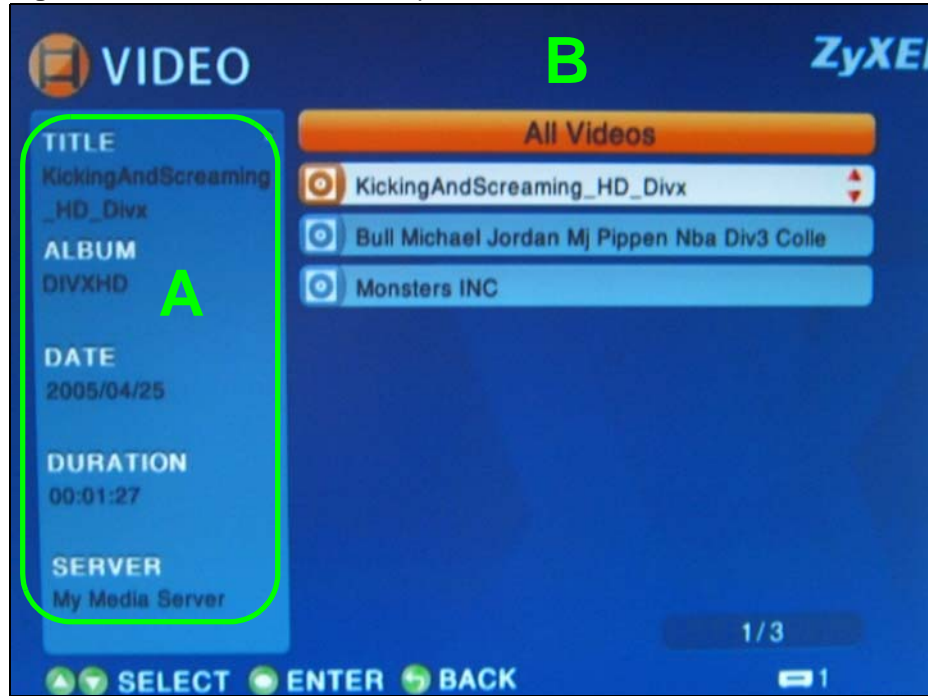 VIDEO
B
ZyXEL
TITLE
KickingAndScreaming
_HD_Divx
ALBUM
DIVXHD
A
DATE
2005/04/25
DURATION
00:01:27
SERVER
My Media Server
All Videos
KickingAndScreaming_HD_Divx
Bull Michael Jordan Mj Pippen Nba Div3 Colle
Monsters INC
1/3
SELECT ENTER BACK
1